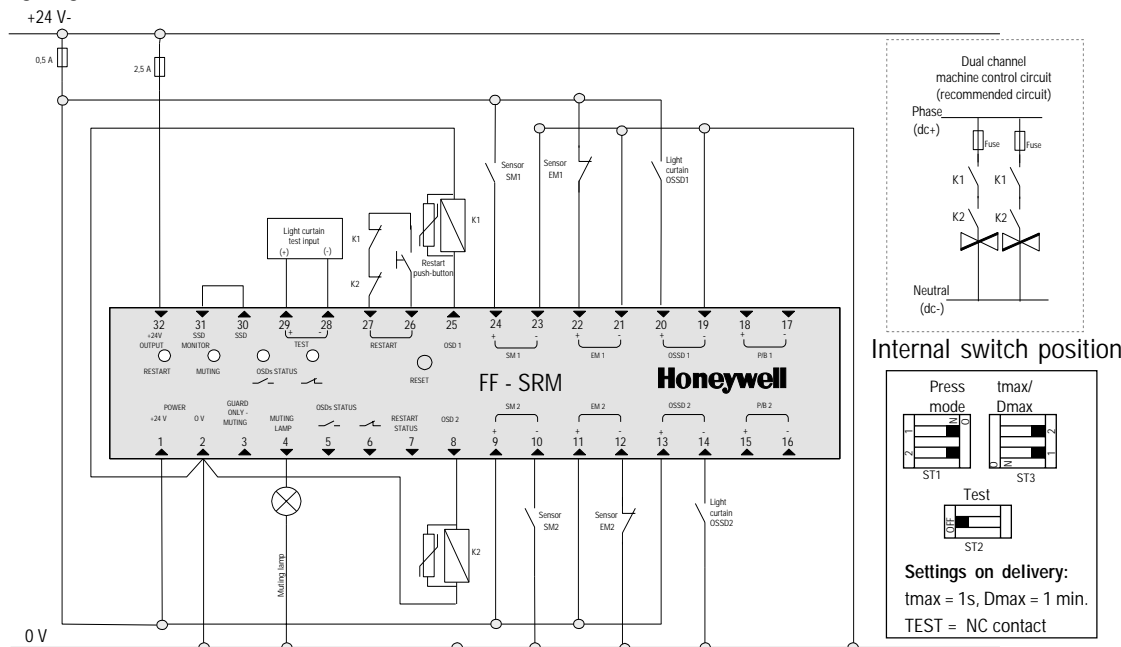 +24 V-
0,5 A
2,5 A
Dual channel
machine control circuit
(recommended circuit)
Phase
(dc+)
Fuse
Fuse
K1
K1
K2
K2
Neutral
(dc-)
Sensor
SM1
Sensor
EM1
Light
curtain
OSSD1
Light curtain
test input
(+) (-)
K1
K2
Restart
push-button
K1
32 31 30 29 28 27 26 25 24 23 22 21 20 19 18 17
+24V
OUTPUT
SSD
MONITOR
SSD
+ -
TEST
RESTART
OSD 1
+ -
SM 1
+ -
EM 1
+ -
OSSD 1
+ -
P/B 1
RESTART
MUTING
OSDs STATUS
RESET
FF - SRM
Honeywell
POWER
+24 V
0 V
GUARD
ONLY -
MUTING
MUTING
LAMP
OSDs STATUS
RESTART
STATUS
OSD 2
SM 2
+ -
EM 2
+ -
OSSD 2
+ -
P/B 2
+ -
1 2 3 4 5 6 7 8 9 10 11 12 13 14 15 16
Muting lamp
K2
Sensor
SM2
Sensor
EM2
Light
curtain
OSSD2
0 V
Internal switch position
Press
mode
tmax/
Dmax
1
2
N
O
ST1
2
1
O
N
ST3
Test
OFF
ST2
Settings on delivery:
tmax = 1s, Dmax = 1 min.
TEST = NC contact